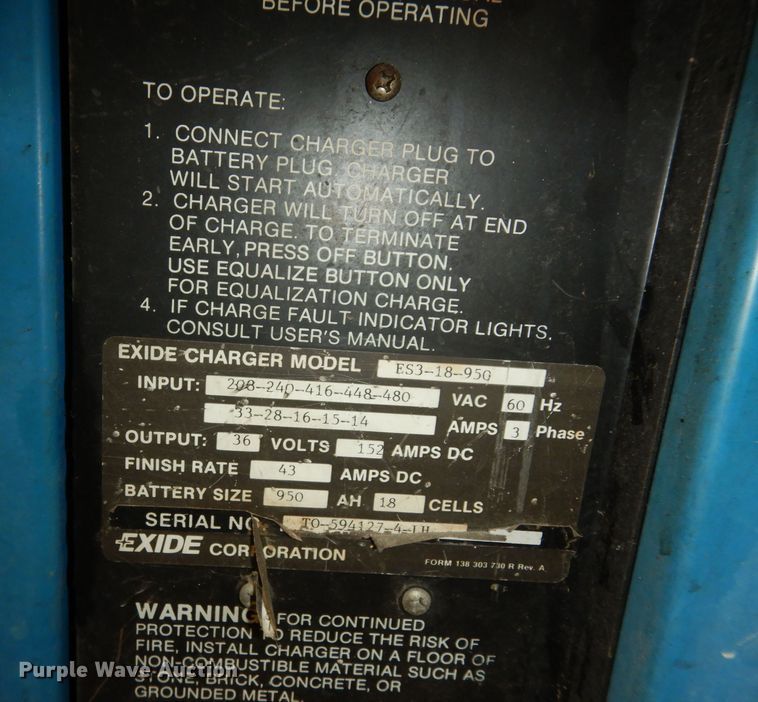 BEFORE OPERATING
TO OPERATE:
1. CONNECT CHARGER PLUG TO
BATTERY PLUG. CHARGER
WILL START AUTOMATICALLY.
2. CHARGER WILL TURN OFF AT END
OF CHARGE. TO TERMINATE
EARLY, PRESS OFF BUTTON.
USE EQUALIZE BUTTON ONLY
FOR EQUALIZATION CHARGE.
4. IF CHARGE FAULT INDICATOR LIGHTS,
CONSULT USER'S MANUAL.
EXIDE CHARGER MODEL ES3-18-950
INPUT: 208-240-416-448-480 VAC 60 Hz
33-28-16-15-14 AMPS 3 Phase
OUTPUT: 36 VOLTS 152 AMPS DC
FINISH RATE 43 AMPS DC
BATTERY SIZE 950 AH 18 CELLS
SERIAL NO TO-594127-4-LH
EXIDE CORPORATION FORM 138 303 730 R Rev. A
WARNING: FOR CONTINUED
PROTECTION TO REDUCE THE RISK OF
FIRE, INSTALL CHARGER ON A FLOOR OF
NON-COMBUSTIBLE MATERIAL SUCH AS
STONE, BRICK, CONCRETE, OR
GROUNDED METAL.
Purple Wave Auction